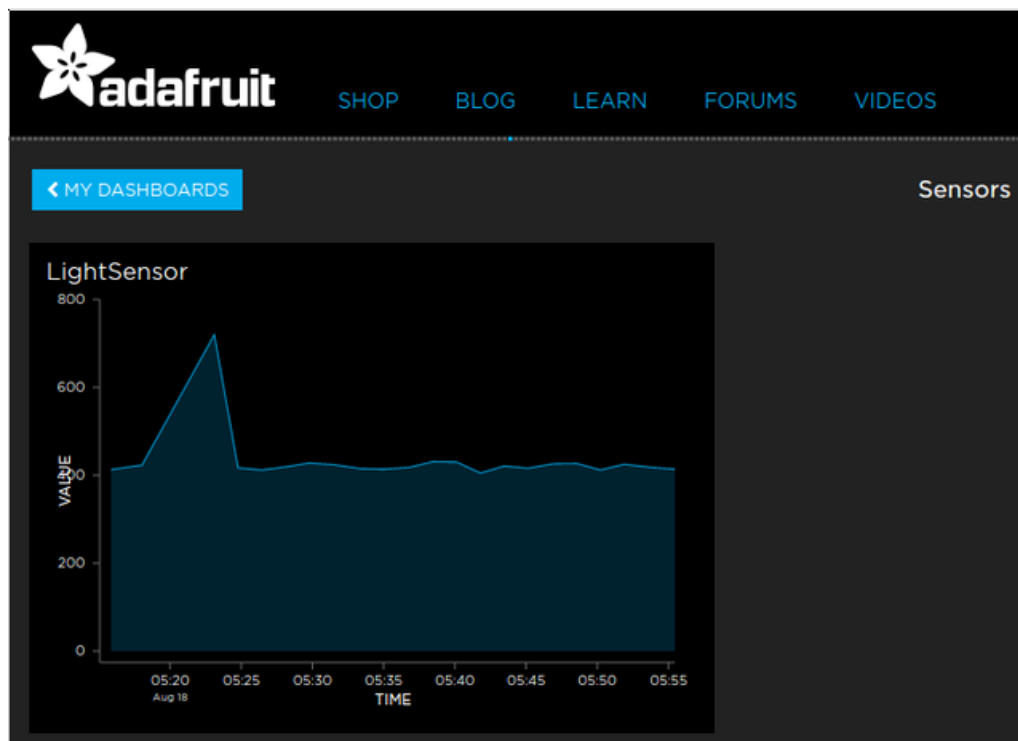 adafruit
SHOP BLOG LEARN FORUMS VIDEOS
MY DASHBOARDS
Sensors
LightSensor
800
600
400
200
0
VALUE
05:20 05:25 05:30 05:35 05:40 05:45 05:50 05:55
Aug 18
TIME